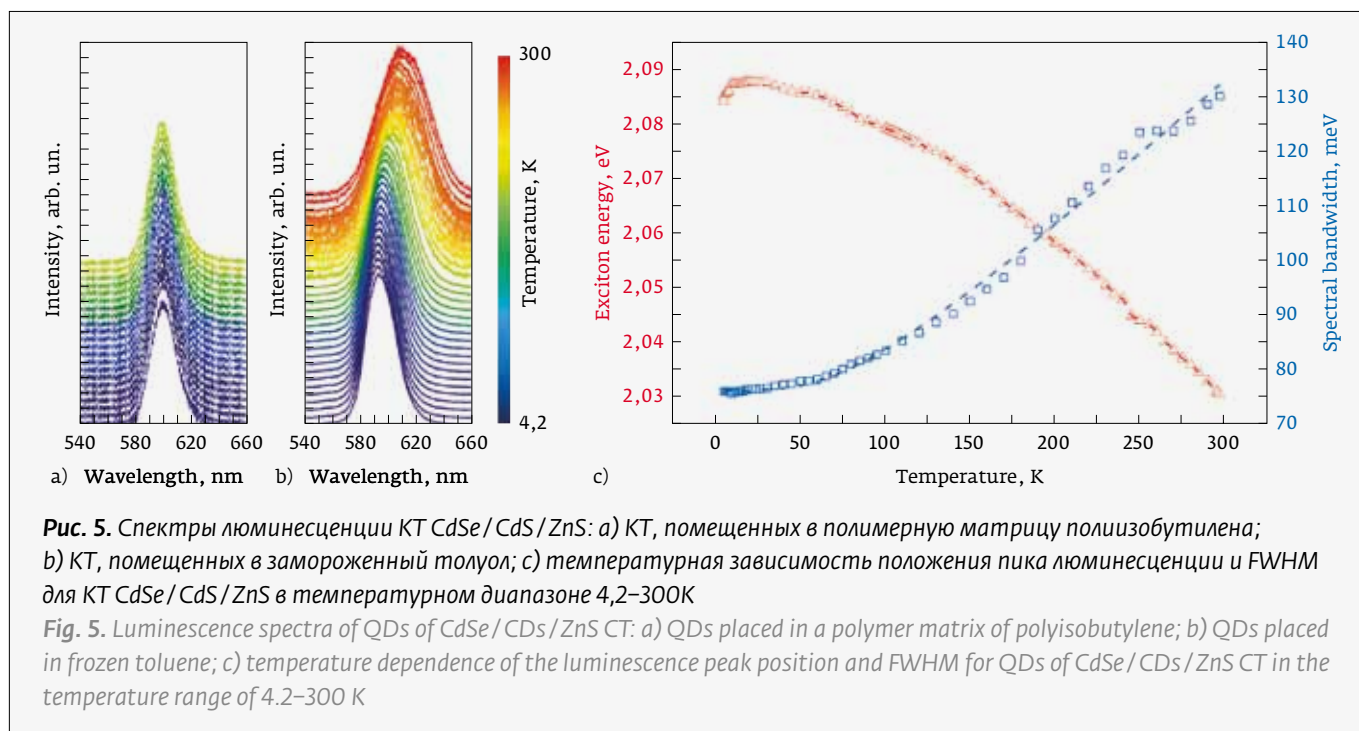 Intensity, arb. un.
540 580 620 660
a) Wavelength, nm
Intensity, arb. un.
540 580 620 660
b) Wavelength, nm
300
Temperature, K
4,2
Exciton energy, eV
2,09
2,08
2,07
2,06
2,05
2,04
2,03
140
130
120
110
100
90
80
70
Spectral bandwidth, meV
0 50 100 150 200 250 300
c) Temperature, K
Рис. 5. Спектры люминесценции КТ CdSe / CdS / ZnS: a) КТ, помещенных в полимерную матрицу полиизобутилена;
b) КТ, помещенных в замороженный толуол; c) температурная зависимость положения пика люминесценции и FWHM
для КТ CdSe / CdS / ZnS в температурном диапазоне 4,2–300K
Fig. 5. Luminescence spectra of QDs of CdSe / CDs / ZnS CT: a) QDs placed in a polymer matrix of polyisobutylene; b) QDs placed
in frozen toluene; c) temperature dependence of the luminescence peak position and FWHM for QDs of CdSe / CDs / ZnS CT in the
temperature range of 4.2–300 K